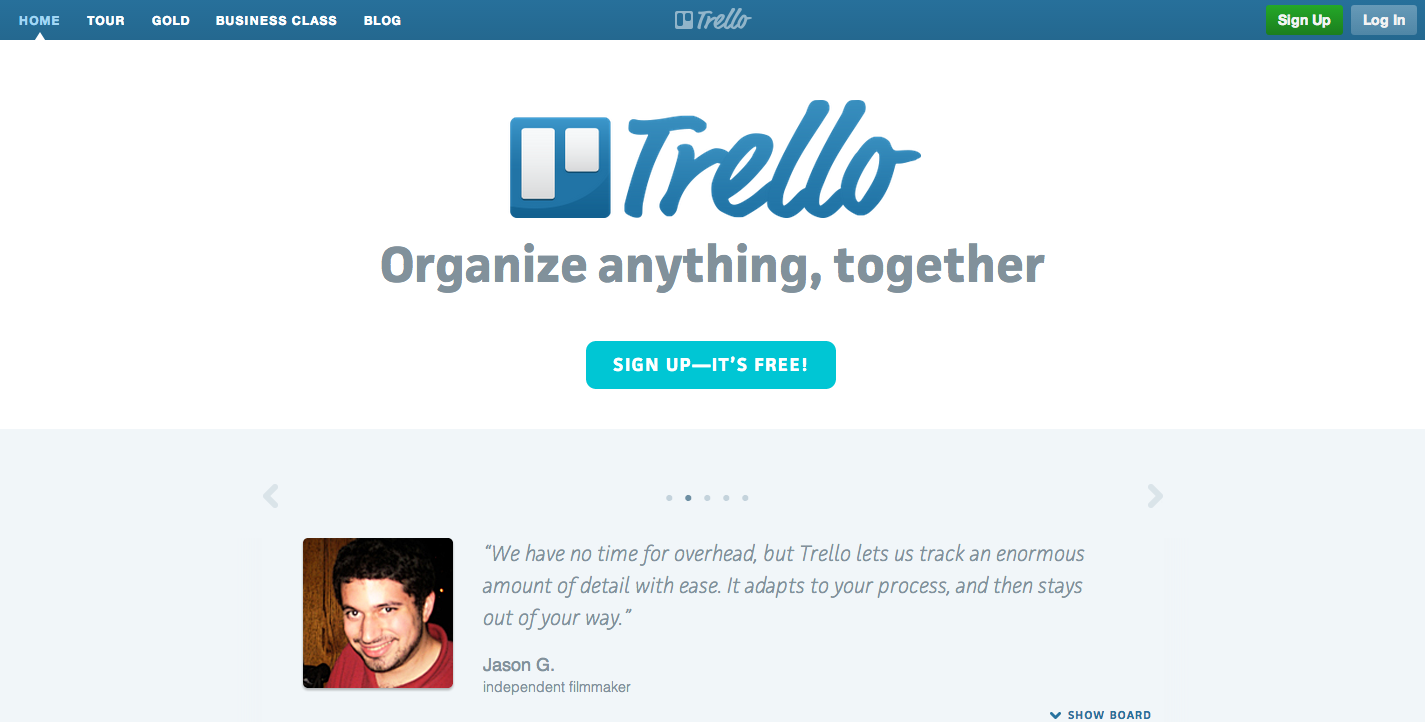 HOME TOUR GOLD BUSINESS CLASS BLOG Trello Sign Up Log In
Trello
Organize anything, together
SIGN UP—IT'S FREE!
“We have no time for overhead, but Trello lets us track an enormous
amount of detail with ease. It adapts to your process, and then stays
out of your way.”
Jason G.
independent filmmaker
SHOW BOARD